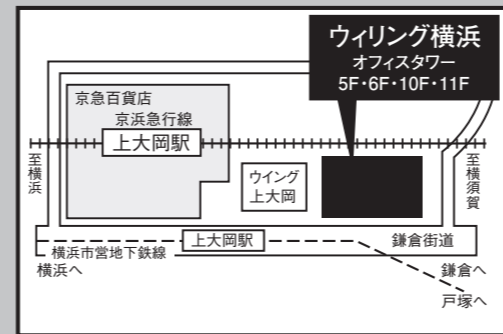 ウィリング横浜
オフィスタワー
5F・6F・10F・11F
京急百貨店
京浜急行線
上大岡駅
至横浜
至横須賀
ウイング
上大岡
上大岡駅
鎌倉街道
横浜市営地下鉄線
横浜へ
鎌倉へ
戸塚へ